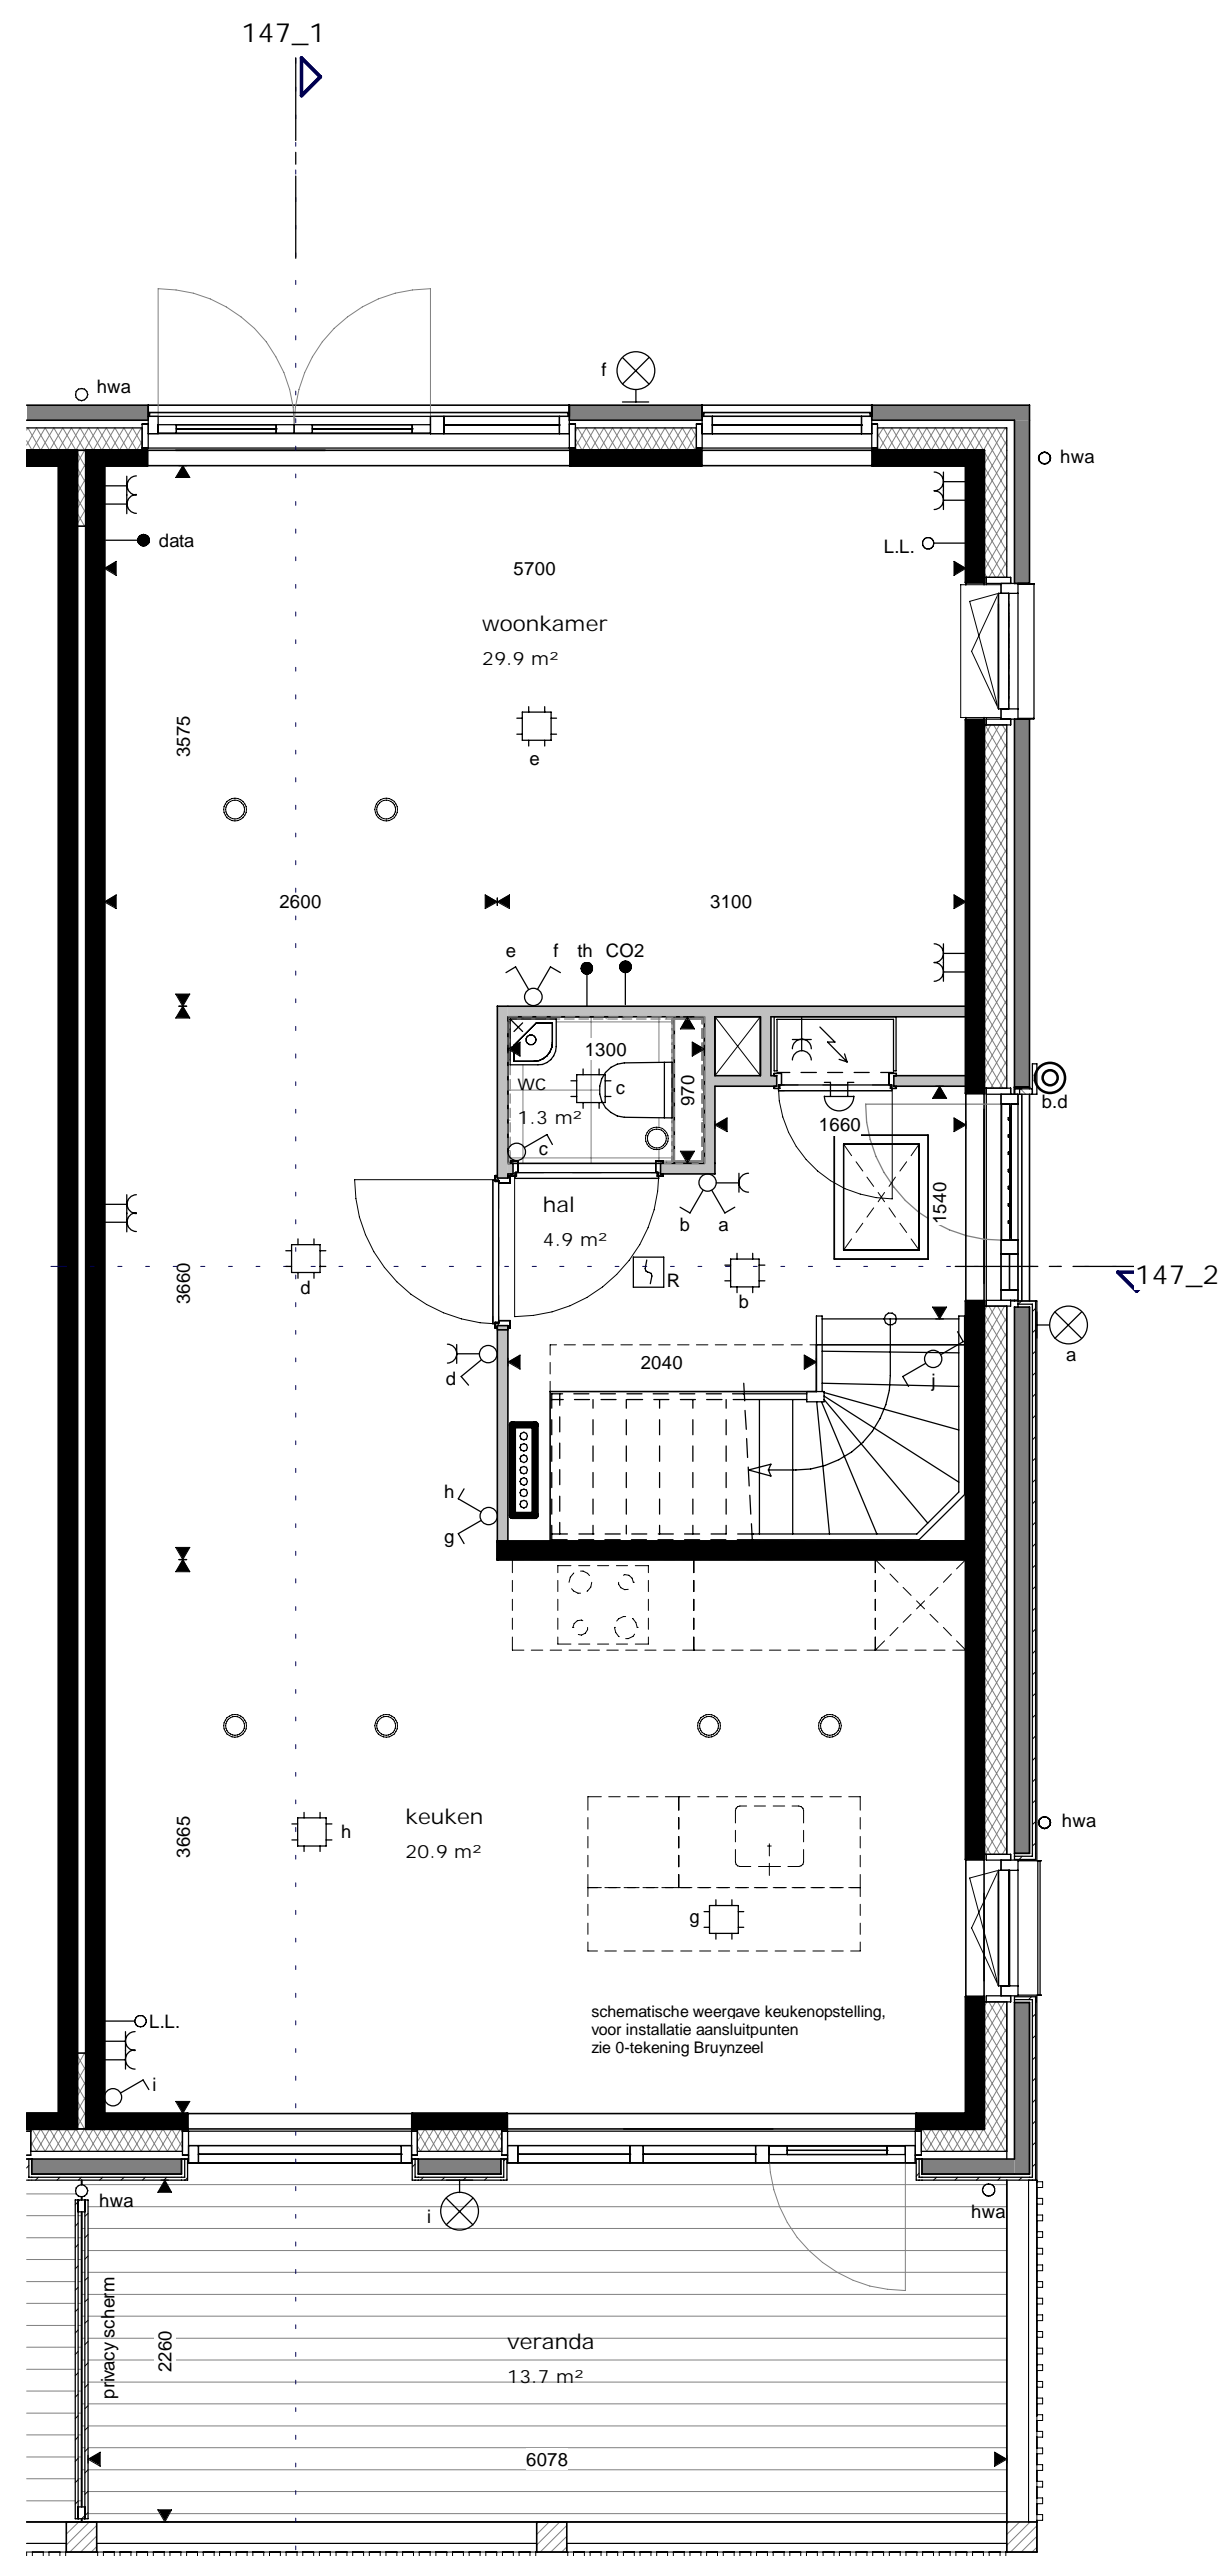 147_1
f
hwa
hwa
data
L.L.
5700
woonkamer
29.9 m²
3575
e
2600
3100
e
f
th
CO2
1300
wc
c
970
1.3 m²
c
b.d
1660
hal
4.9 m²
b
a
1540
3660
d
R
b
147_2
a
d
2040
j
h
g
keuken
20.9 m²
3665
h
hwa
g
schematische weergave keukenopstelling,
voor installatie aansluitpunten
zie 0-tekening Bruynzeel
L.L.
i
hwa
i
hwa
privacy scherm
2260
veranda
13.7 m²
6078